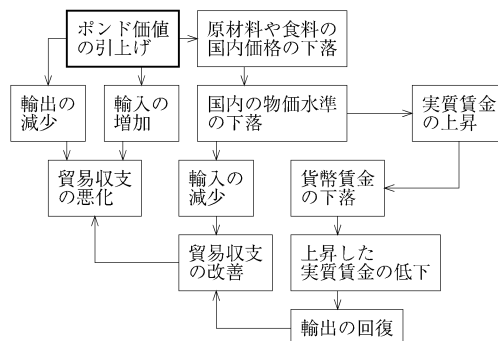 ポンド価値
の引上げ
原材料や食料の
国内価格の下落
輸出の
減少
輸入の
増加
国内の物価水準
の下落
実質賃金
の上昇
貿易収支
の悪化
輸入の
減少
貨幣賃金
の下落
貿易収支
の改善
上昇した
実質賃金の低下
輸出の回復